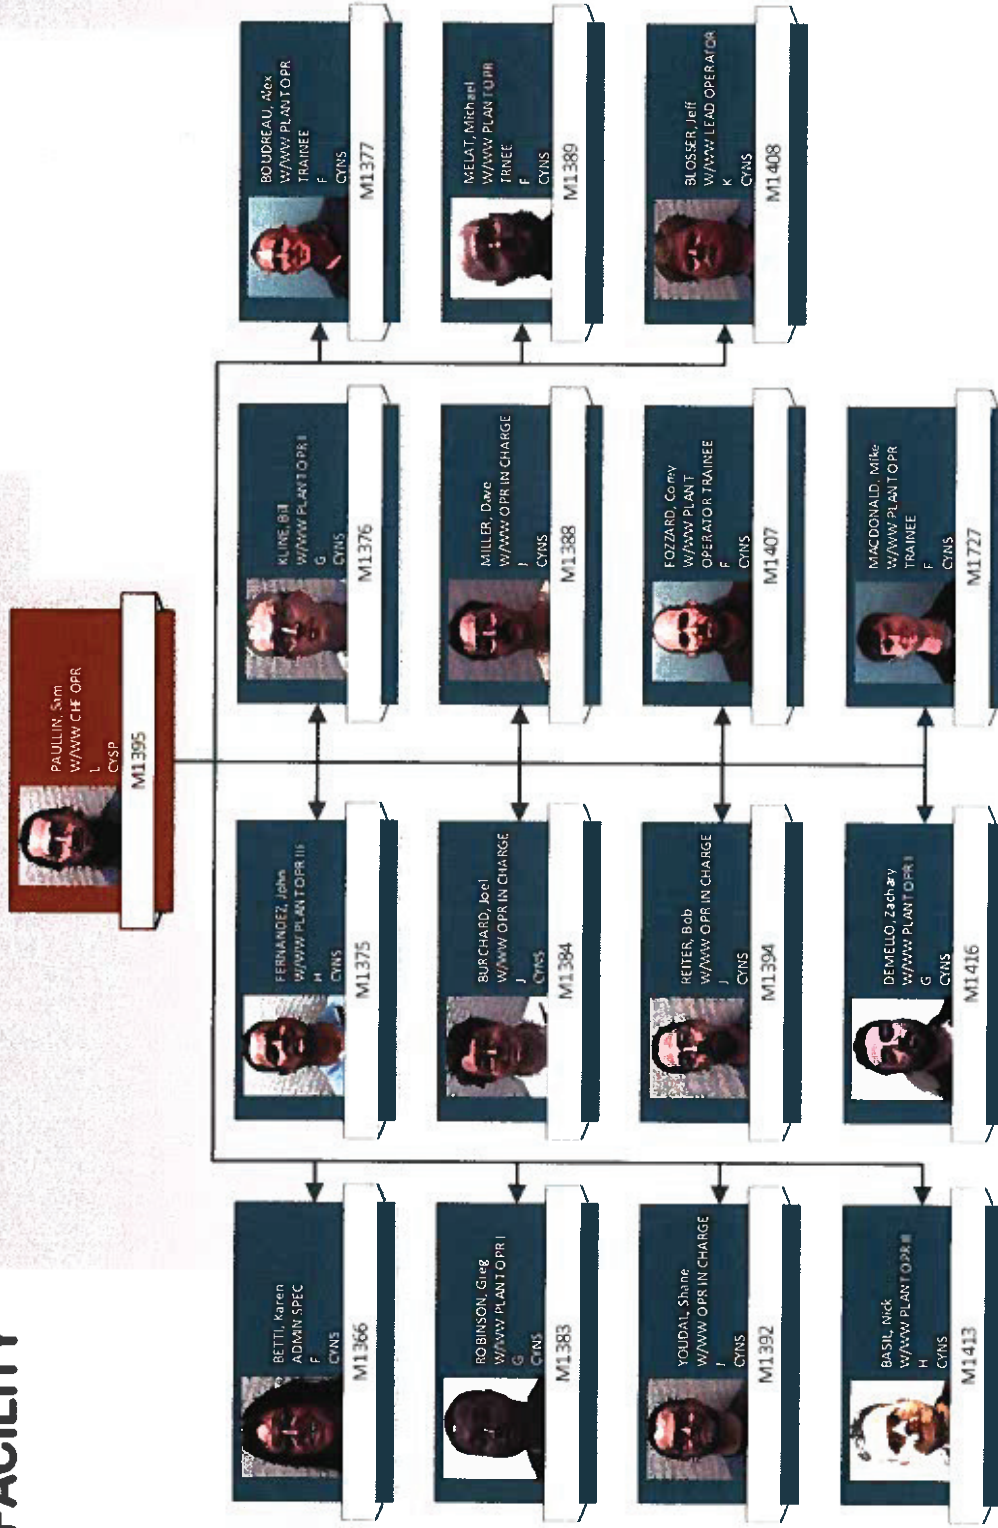 FACILITY
PAULLIN, Sam
W/WW CHF OPR
L
CYSP
M1395
BETTI, Karen
ADMIN SPEC
F
CYNS
M1366
FERNANDEZ, John
W/WW PLANT OPR
H
CYNS
M1375
KLINE, Bill
W/WW PLANT OPR I
G
CYNS
M1376
BOUDREAU, Alex
W/WW PLANT OPR
TRAINEE
F
CYNS
M1377
ROBINSON, Greg
W/WW PLANT OPR I
G
CYNS
M1383
BURCHARD, Joel
W/WW OPR IN CHARGE
J
CYNS
M1384
MILLER, Dave
W/WW OPR IN CHARGE
J
CYNS
M1388
MELAT, Michael
W/WW PLANT OPR
TRNEE
F
CYNS
M1389
YOUDAL, Shane
W/WW OPR IN CHARGE
J
CYNS
M1392
REITER, Bob
W/WW OPR IN CHARGE
J
CYNS
M1394
FOZZARD, Correy
W/WW PLANT
OPERATOR TRAINEE
F
CYNS
M1407
BLOSSER, Jeff
W/WW LEAD OPERATOR
K
CYNS
M1408
BASIL, Nick
W/WW PLANT OPR
H
CYNS
M1413
DEMELLO, Zachary
W/WW PLANT OPR I
G
CYNS
M1416
MACDONALD, Mike
W/WW PLANT OPR
TRAINEE
F
CYNS
M1727